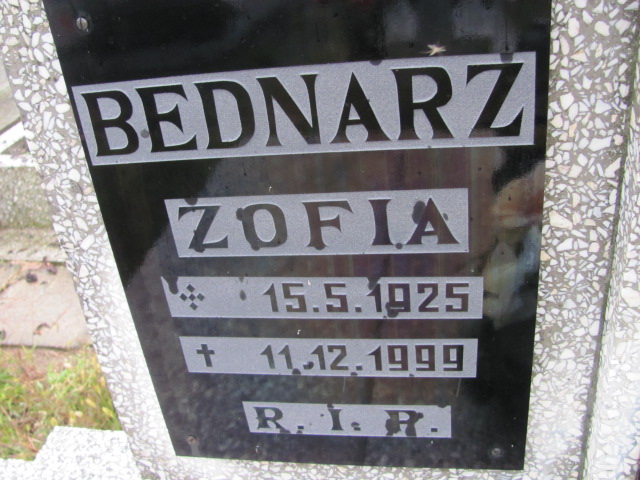 BEDNARZ
ZOFIA
15.5.1925
✝ 11.12.1999
R. I. P.